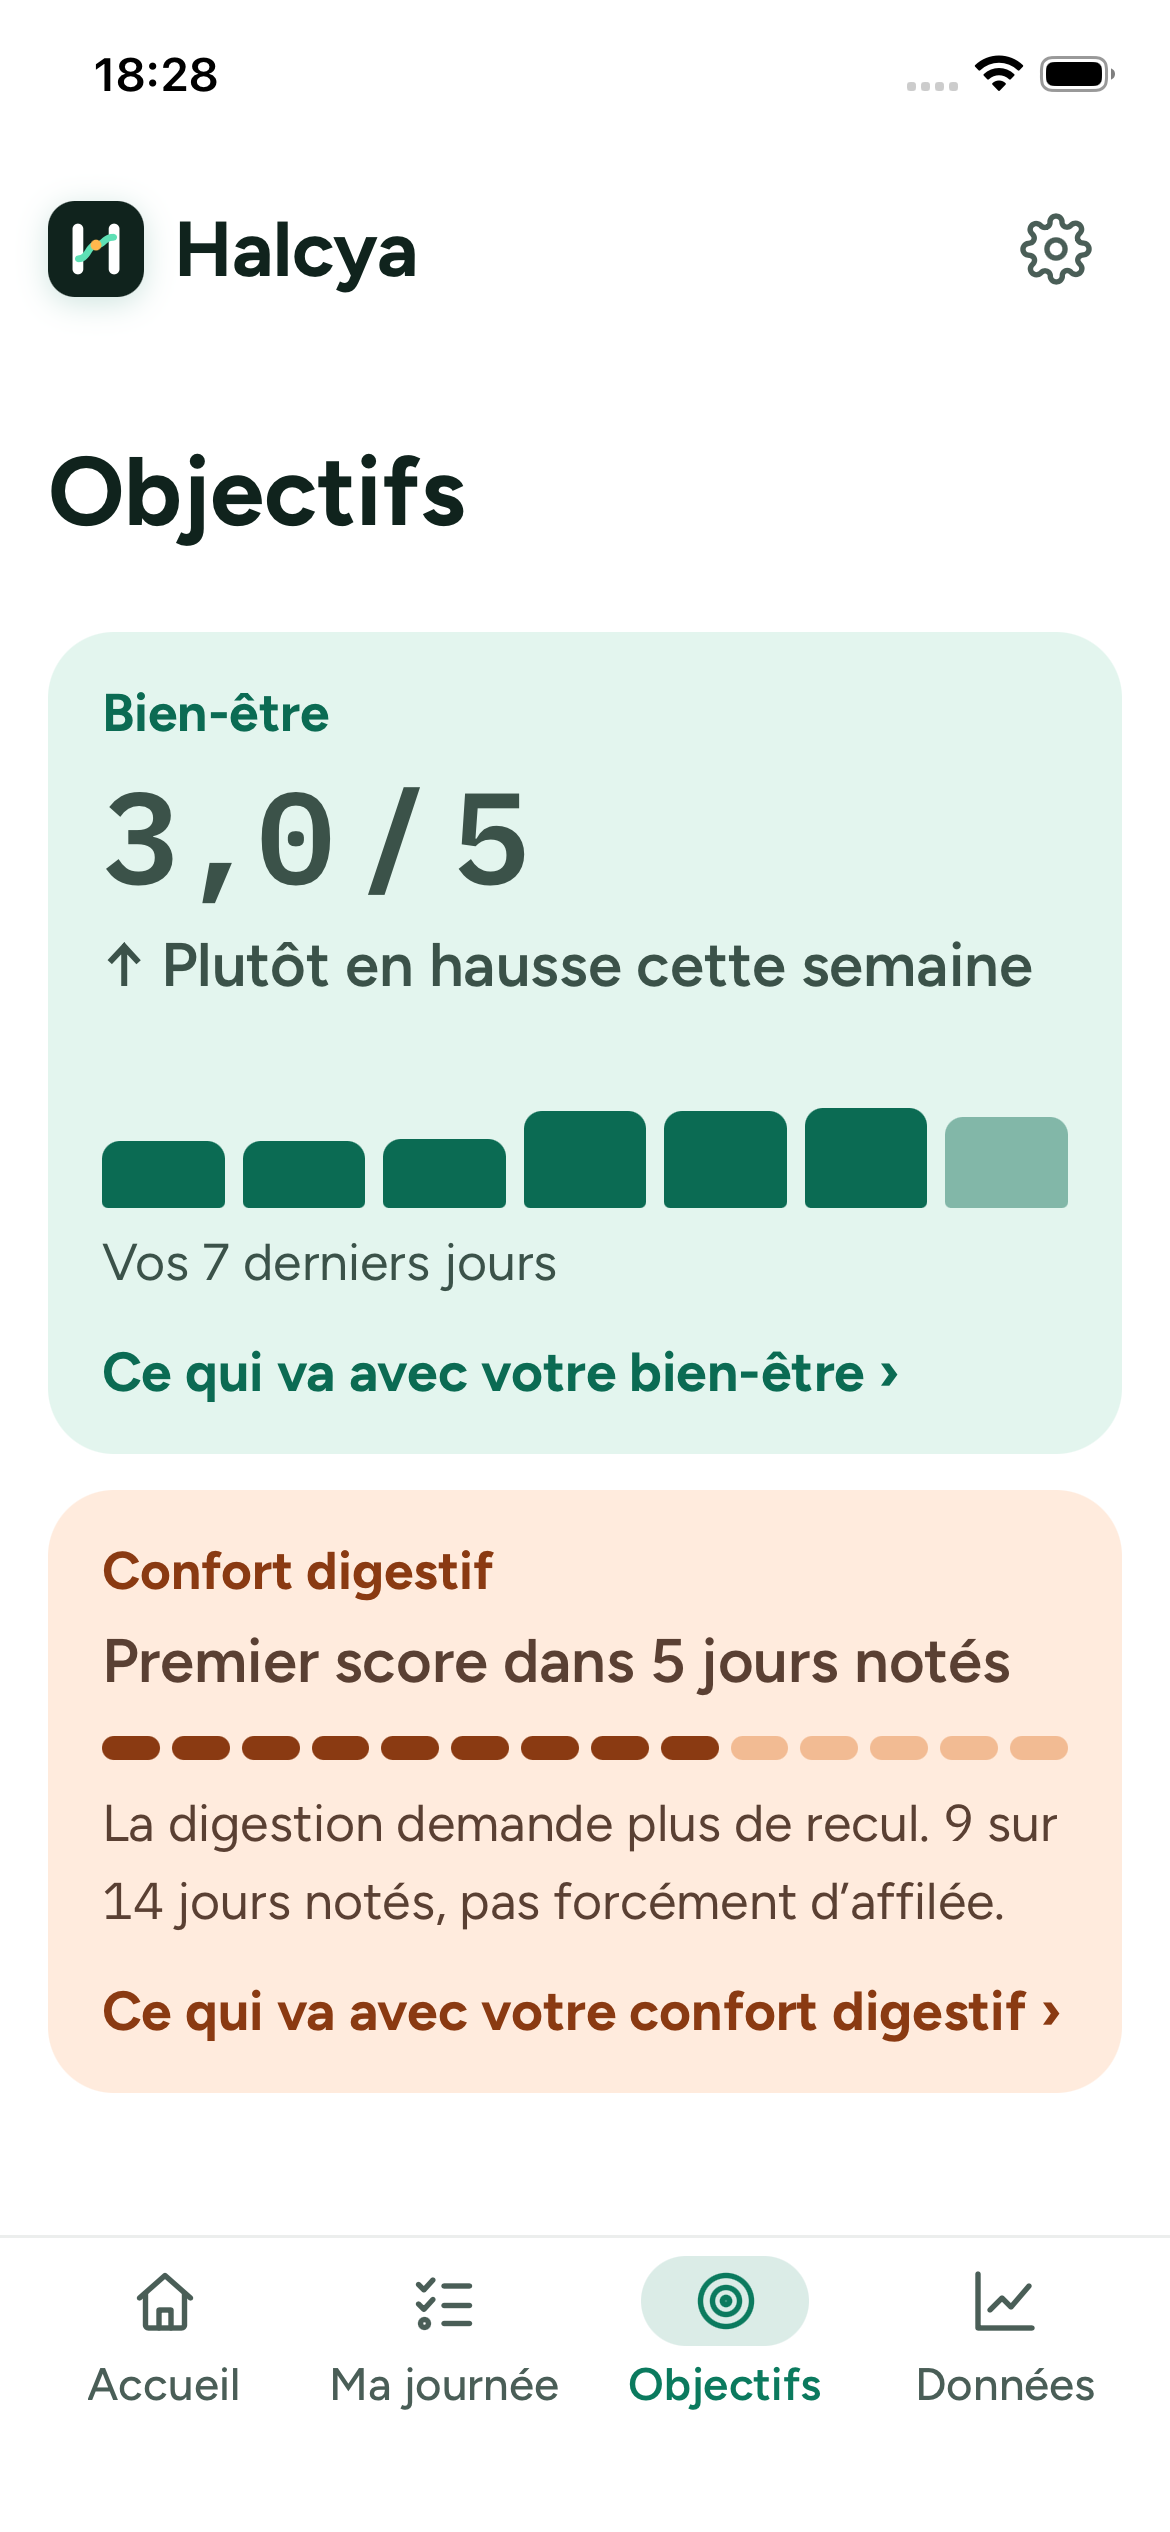 18:28
Halcya
Objectifs
Bien-être
3,0/5
↑ Plutôt en hausse cette semaine
Vos 7 derniers jours
Ce qui va avec votre bien-être ›
Confort digestif
Premier score dans 5 jours notés
La digestion demande plus de recul. 9 sur
14 jours notés, pas forcément d’affilée.
Ce qui va avec votre confort digestif ›
Accueil
Ma journée
Objectifs
Données